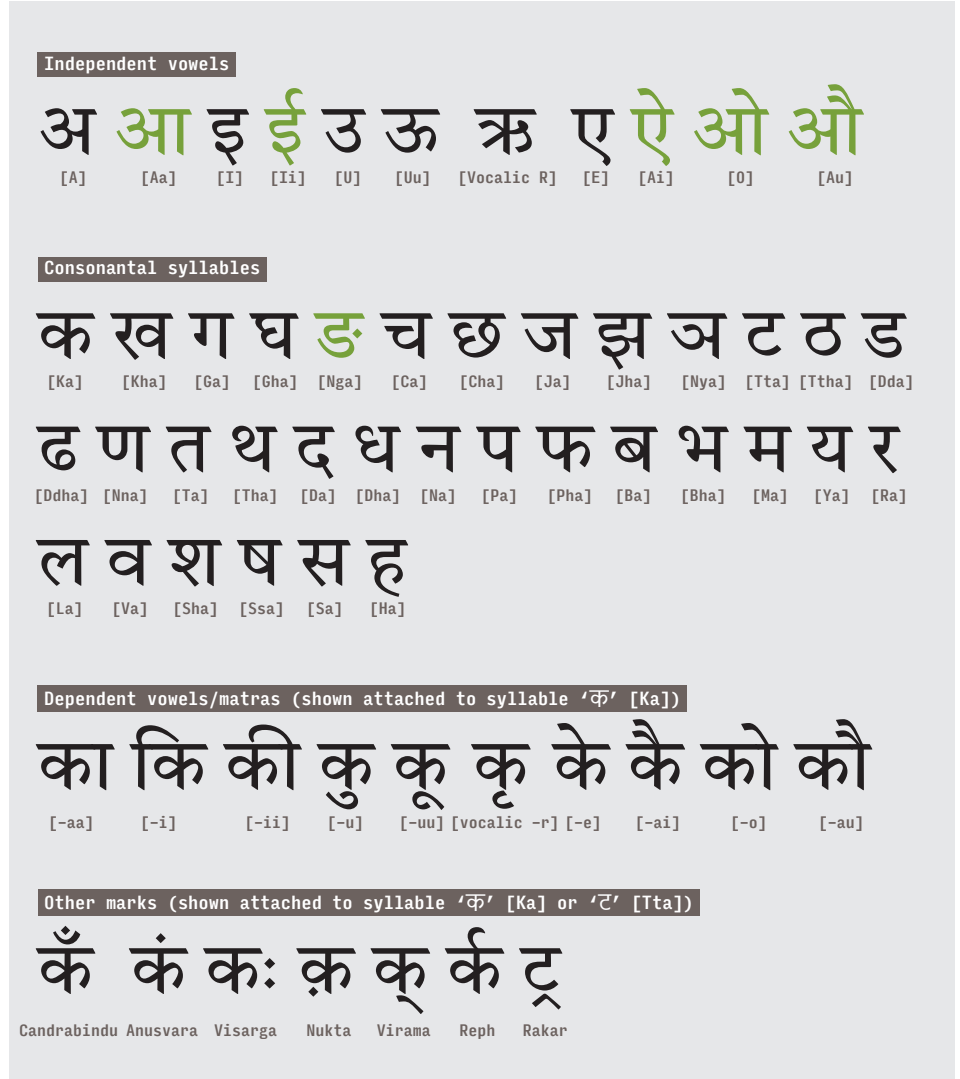 Independent vowels
अ आ इ ई उ ऊ ऋ ए ऐ ओ औ
[A] [Aa] [I] [Ii] [U] [Uu] [Vocalic R] [E] [Ai] [O] [Au]
Consonantal syllables
क ख ग घ ङ च छ ज झ ञ ट ठ ड
[Ka] [Kha] [Ga] [Gha] [Nga] [Ca] [Cha] [Ja] [Jha] [Nya] [Tta] [Ttha] [Dda]
ढ ण त थ द ध न प फ ब भ म य र
[Ddha] [Nna] [Ta] [Tha] [Da] [Dha] [Na] [Pa] [Pha] [Ba] [Bha] [Ma] [Ya] [Ra]
ल व श ष स ह
[La] [Va] [Sha] [Ssa] [Sa] [Ha]
Dependent vowels/matras (shown attached to syllable ‘क’ [Ka])
का कि की कु कू कृ के कै को कौ
[-aa] [-i] [-ii] [-u] [-uu] [vocalic -r] [-e] [-ai] [-o] [-au]
Other marks (shown attached to syllable ‘क’ [Ka] or ‘ट’ [Tta])
कँ कं कः क़ क् र्क ट्र
Candrabindu Anusvara Visarga Nukta Virama Reph Rakar